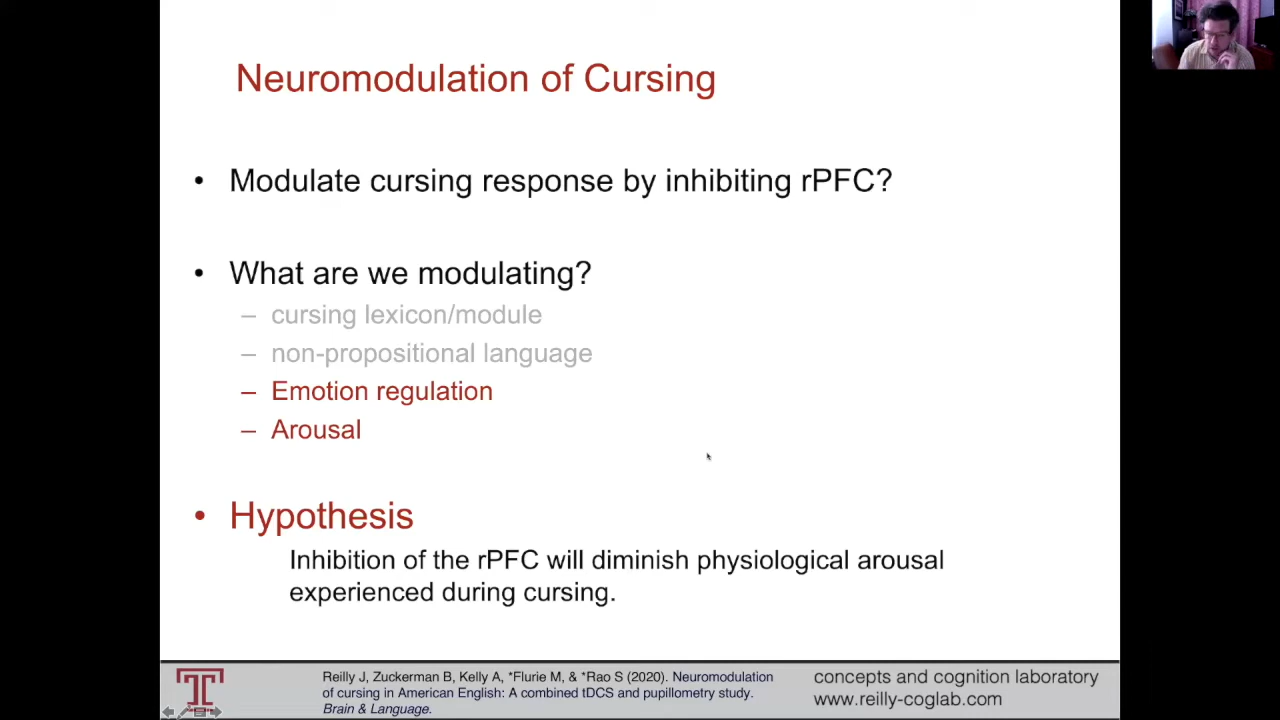 Neuromodulation of Cursing
• Modulate cursing response by inhibiting rPFC?
• What are we modulating?
– cursing lexicon/module
– non-propositional language
– Emotion regulation
– Arousal
• Hypothesis
Inhibition of the rPFC will diminish physiological arousal
experienced during cursing.
T
Reilly J, Zuckerman B, Kelly A, *Flurie M, & *Rao S (2020). Neuromodulation
of cursing in American English: A combined tDCS and pupillometry study.
Brain & Language.
concepts and cognition laboratory
www.reilly-coglab.com